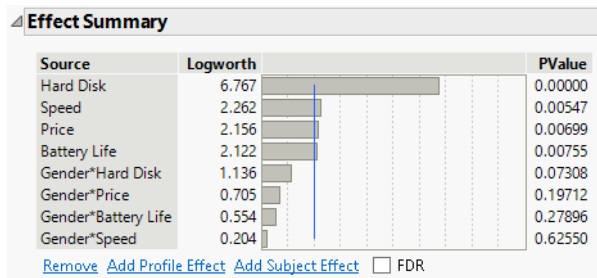 Effect Summary
Source Logworth PValue
Hard Disk 6.767 0.00000
Speed 2.262 0.00547
Price 2.156 0.00699
Battery Life 2.122 0.00755
Gender*Hard Disk 1.136 0.07308
Gender*Price 0.705 0.19712
Gender*Battery Life 0.554 0.27896
Gender*Speed 0.204 0.62550
Remove Add Profile Effect Add Subject Effect FDR